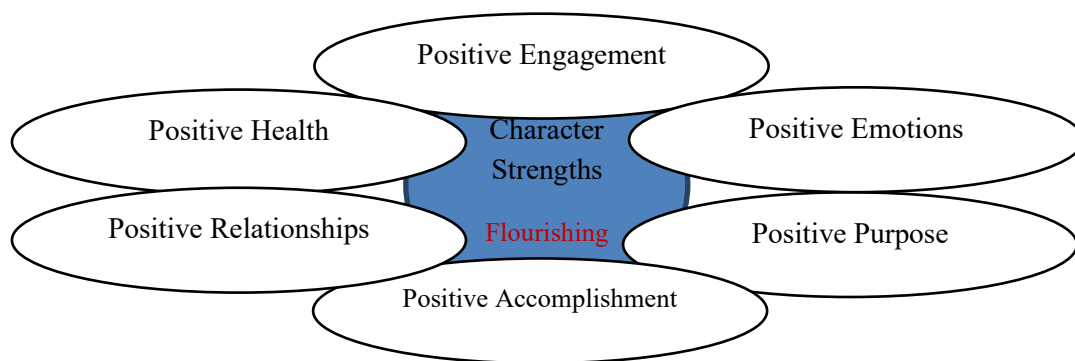 Positive Engagement
Positive Health
Character
Strengths
Positive Emotions
Positive Relationships
Flourishing
Positive Purpose
Positive Accomplishment